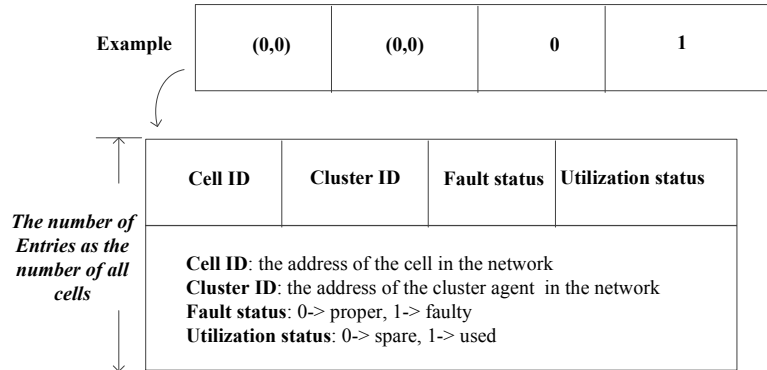 Example (0,0) (0,0) 0 1
Cell ID Cluster ID Fault status Utilization status
The number of
Entries as the
number of all
cells
Cell ID: the address of the cell in the network
Cluster ID: the address of the cluster agent in the network
Fault status: 0-> proper, 1-> faulty
Utilization status: 0-> spare, 1-> used